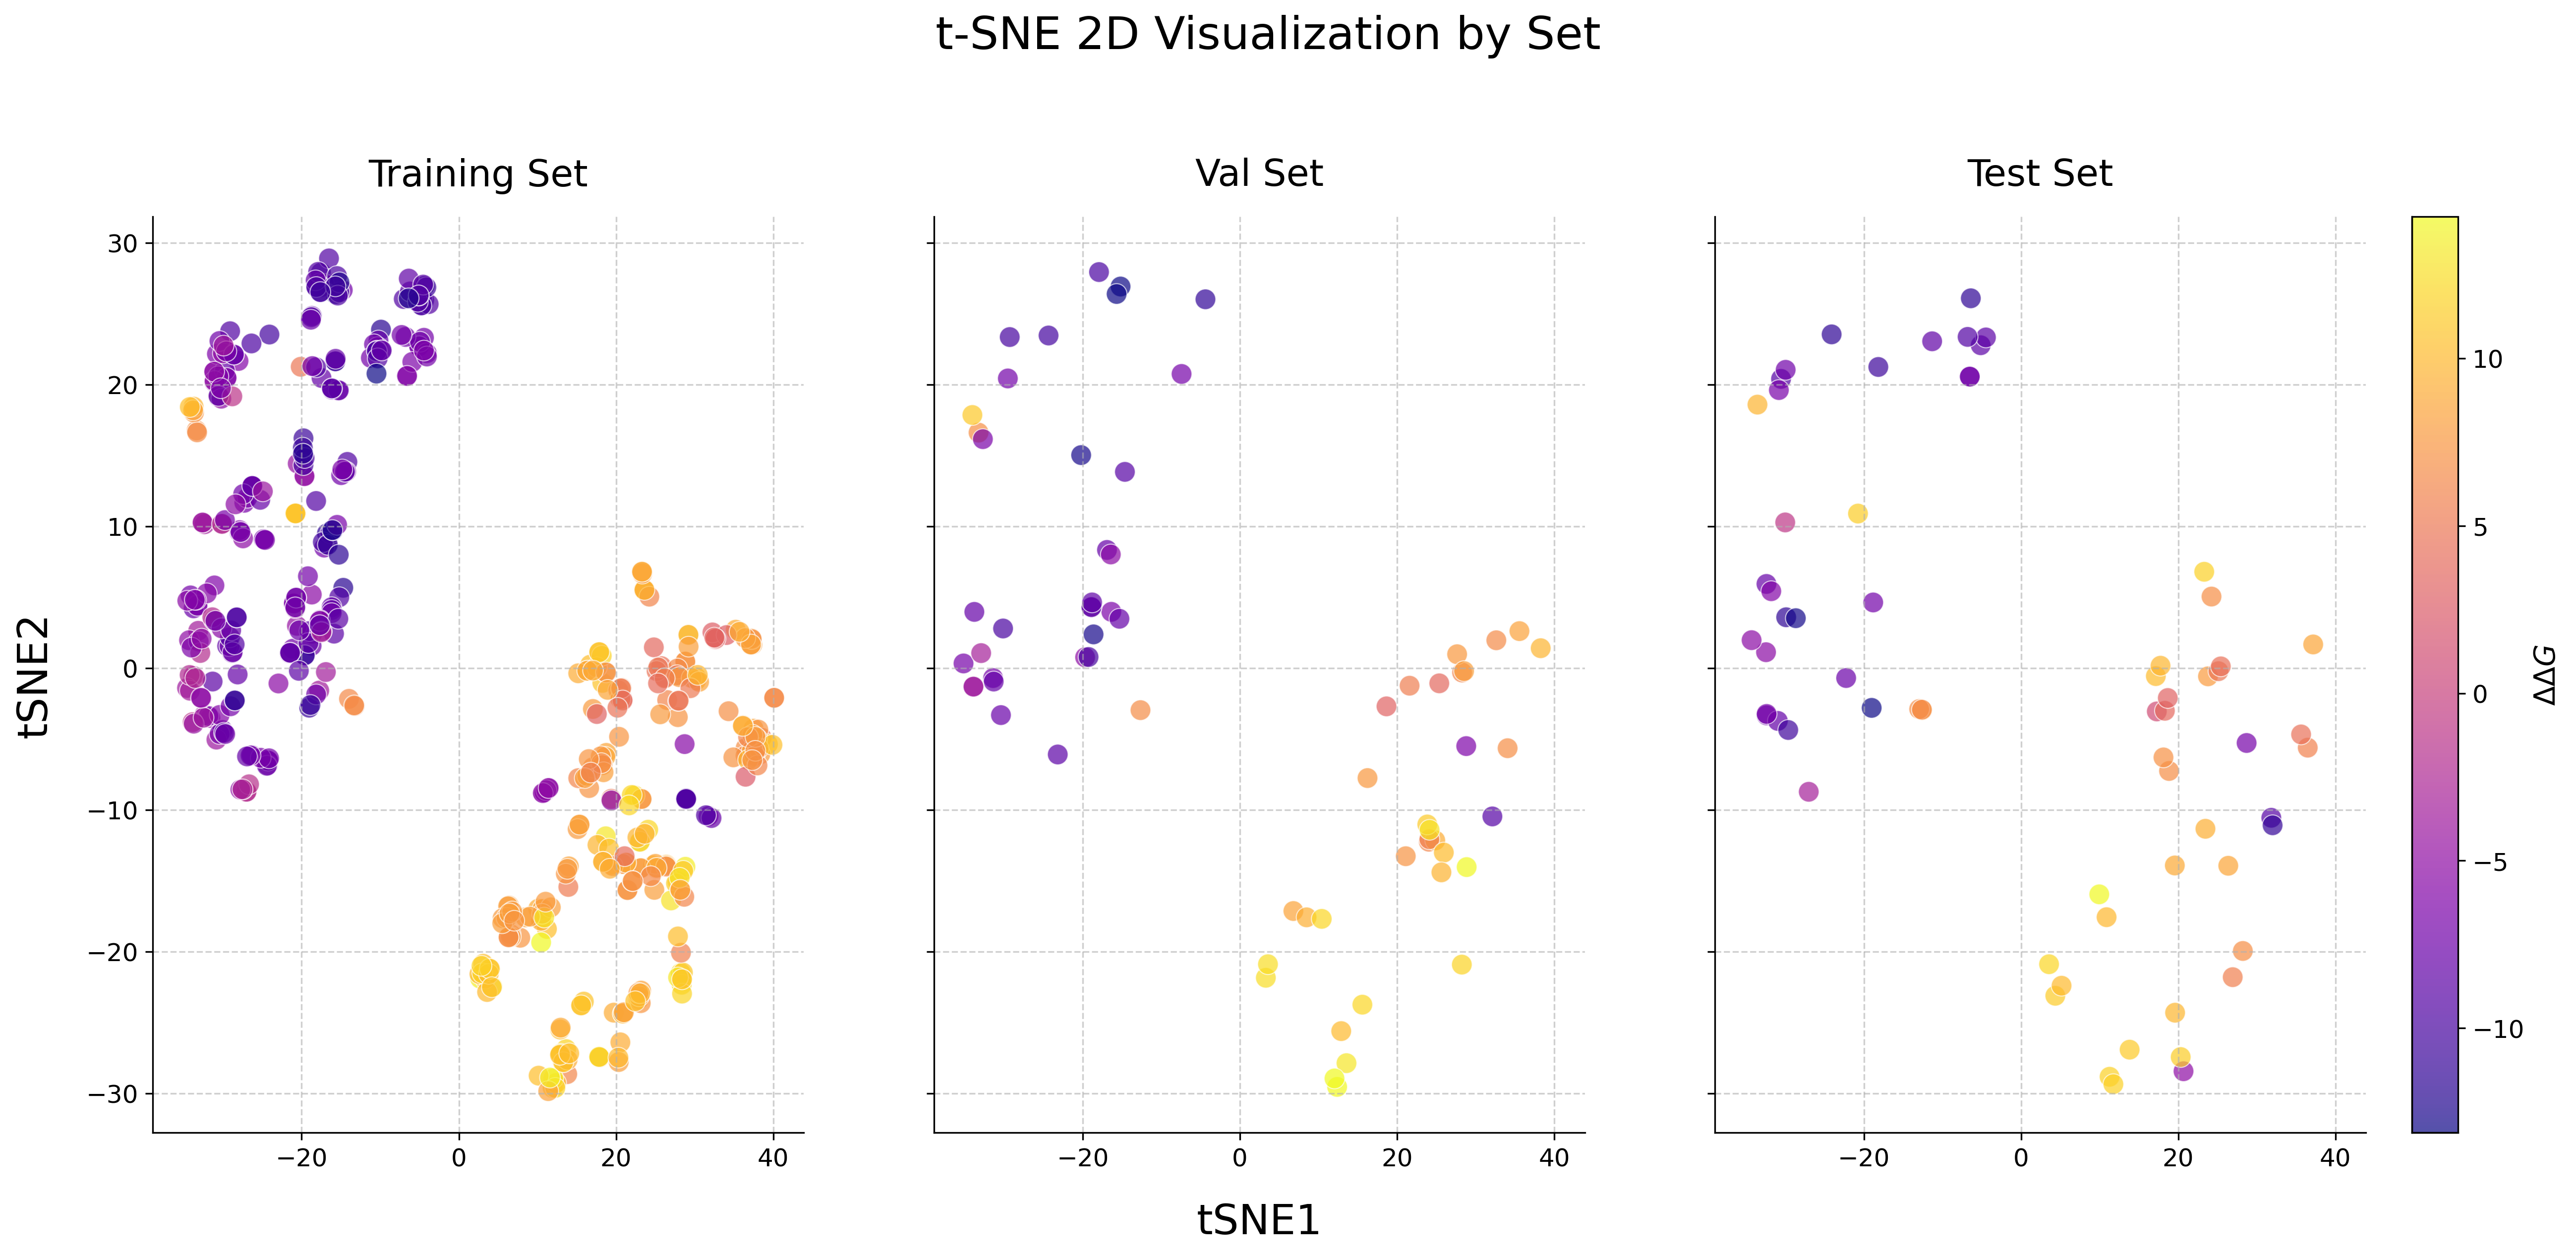 t-SNE 2D Visualization by Set
Training Set
Val Set
Test Set
tSNE2
30
20
10
0
−10
−20
−30
−20 0 20 40
−20 0 20 40
−20 0 20 40
tSNE1
10
5
0
−5
−10
ΔΔG